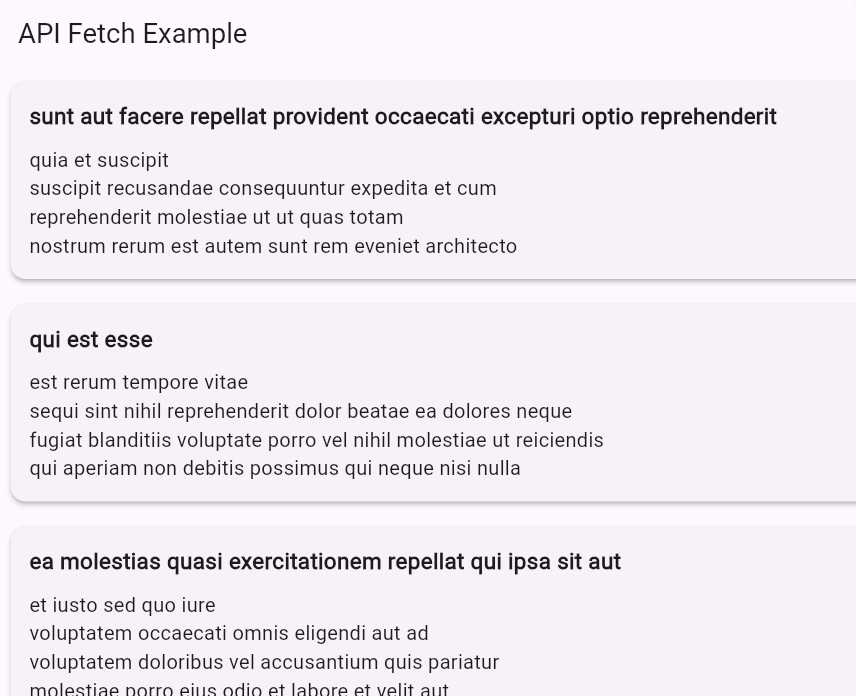 API Fetch Example
sunt aut facere repellat provident occaecati excepturi optio reprehenderit
quia et suscipit
suscipit recusandae consequuntur expedita et cum
reprehenderit molestiae ut ut quas totam
nostrum rerum est autem sunt rem eveniet architecto
qui est esse
est rerum tempore vitae
sequi sint nihil reprehenderit dolor beatae ea dolores neque
fugiat blanditiis voluptate porro vel nihil molestiae ut reiciendis
qui aperiam non debitis possimus qui neque nisi nulla
ea molestias quasi exercitationem repellat qui ipsa sit aut
et iusto sed quo iure
voluptatem occaecati omnis eligendi aut ad
voluptatem doloribus vel accusantium quis pariatur
molestiae porro eius odio et labore et velit aut